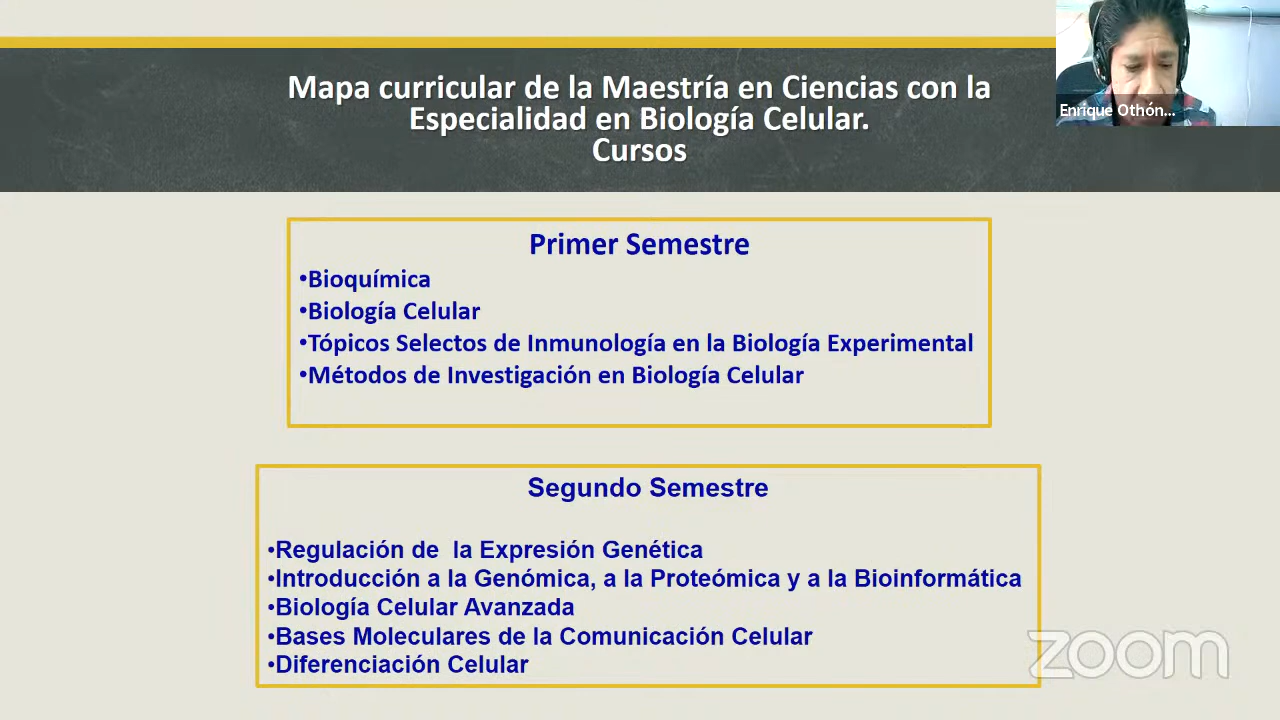 Mapa curricular de la Maestría en Ciencias con la
Especialidad en Biología Celular.
Cursos
Enrique Othón...
Primer Semestre
•Bioquímica
•Biología Celular
•Tópicos Selectos de Inmunología en la Biología Experimental
•Métodos de Investigación en Biología Celular
Segundo Semestre
•Regulación de  la Expresión Genética
•Introducción a la Genómica, a la Proteómica y a la Bioinformática
•Biología Celular Avanzada
•Bases Moleculares de la Comunicación Celular
•Diferenciación Celular
zoom